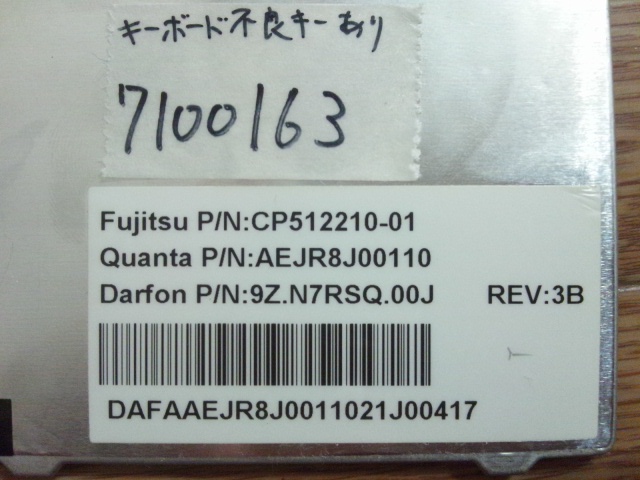 キーボード不良キーあり
7100163
Fujitsu P/N:CP512210-01
Quanta P/N:AEJR8J00110
Darfon P/N:9Z.N7RSQ.00J REV:3B
DAFAAEJR8J0011021J00417